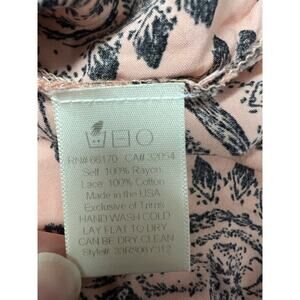 RN# 66170 CA# 32054
Self: 100% Rayon
Lace: 100% Cotton
Made in the USA
Exclusive of Trims
HAND WASH COLD
LAY FLAT TO DRY
CAN BE DRY CLEAN
Style#